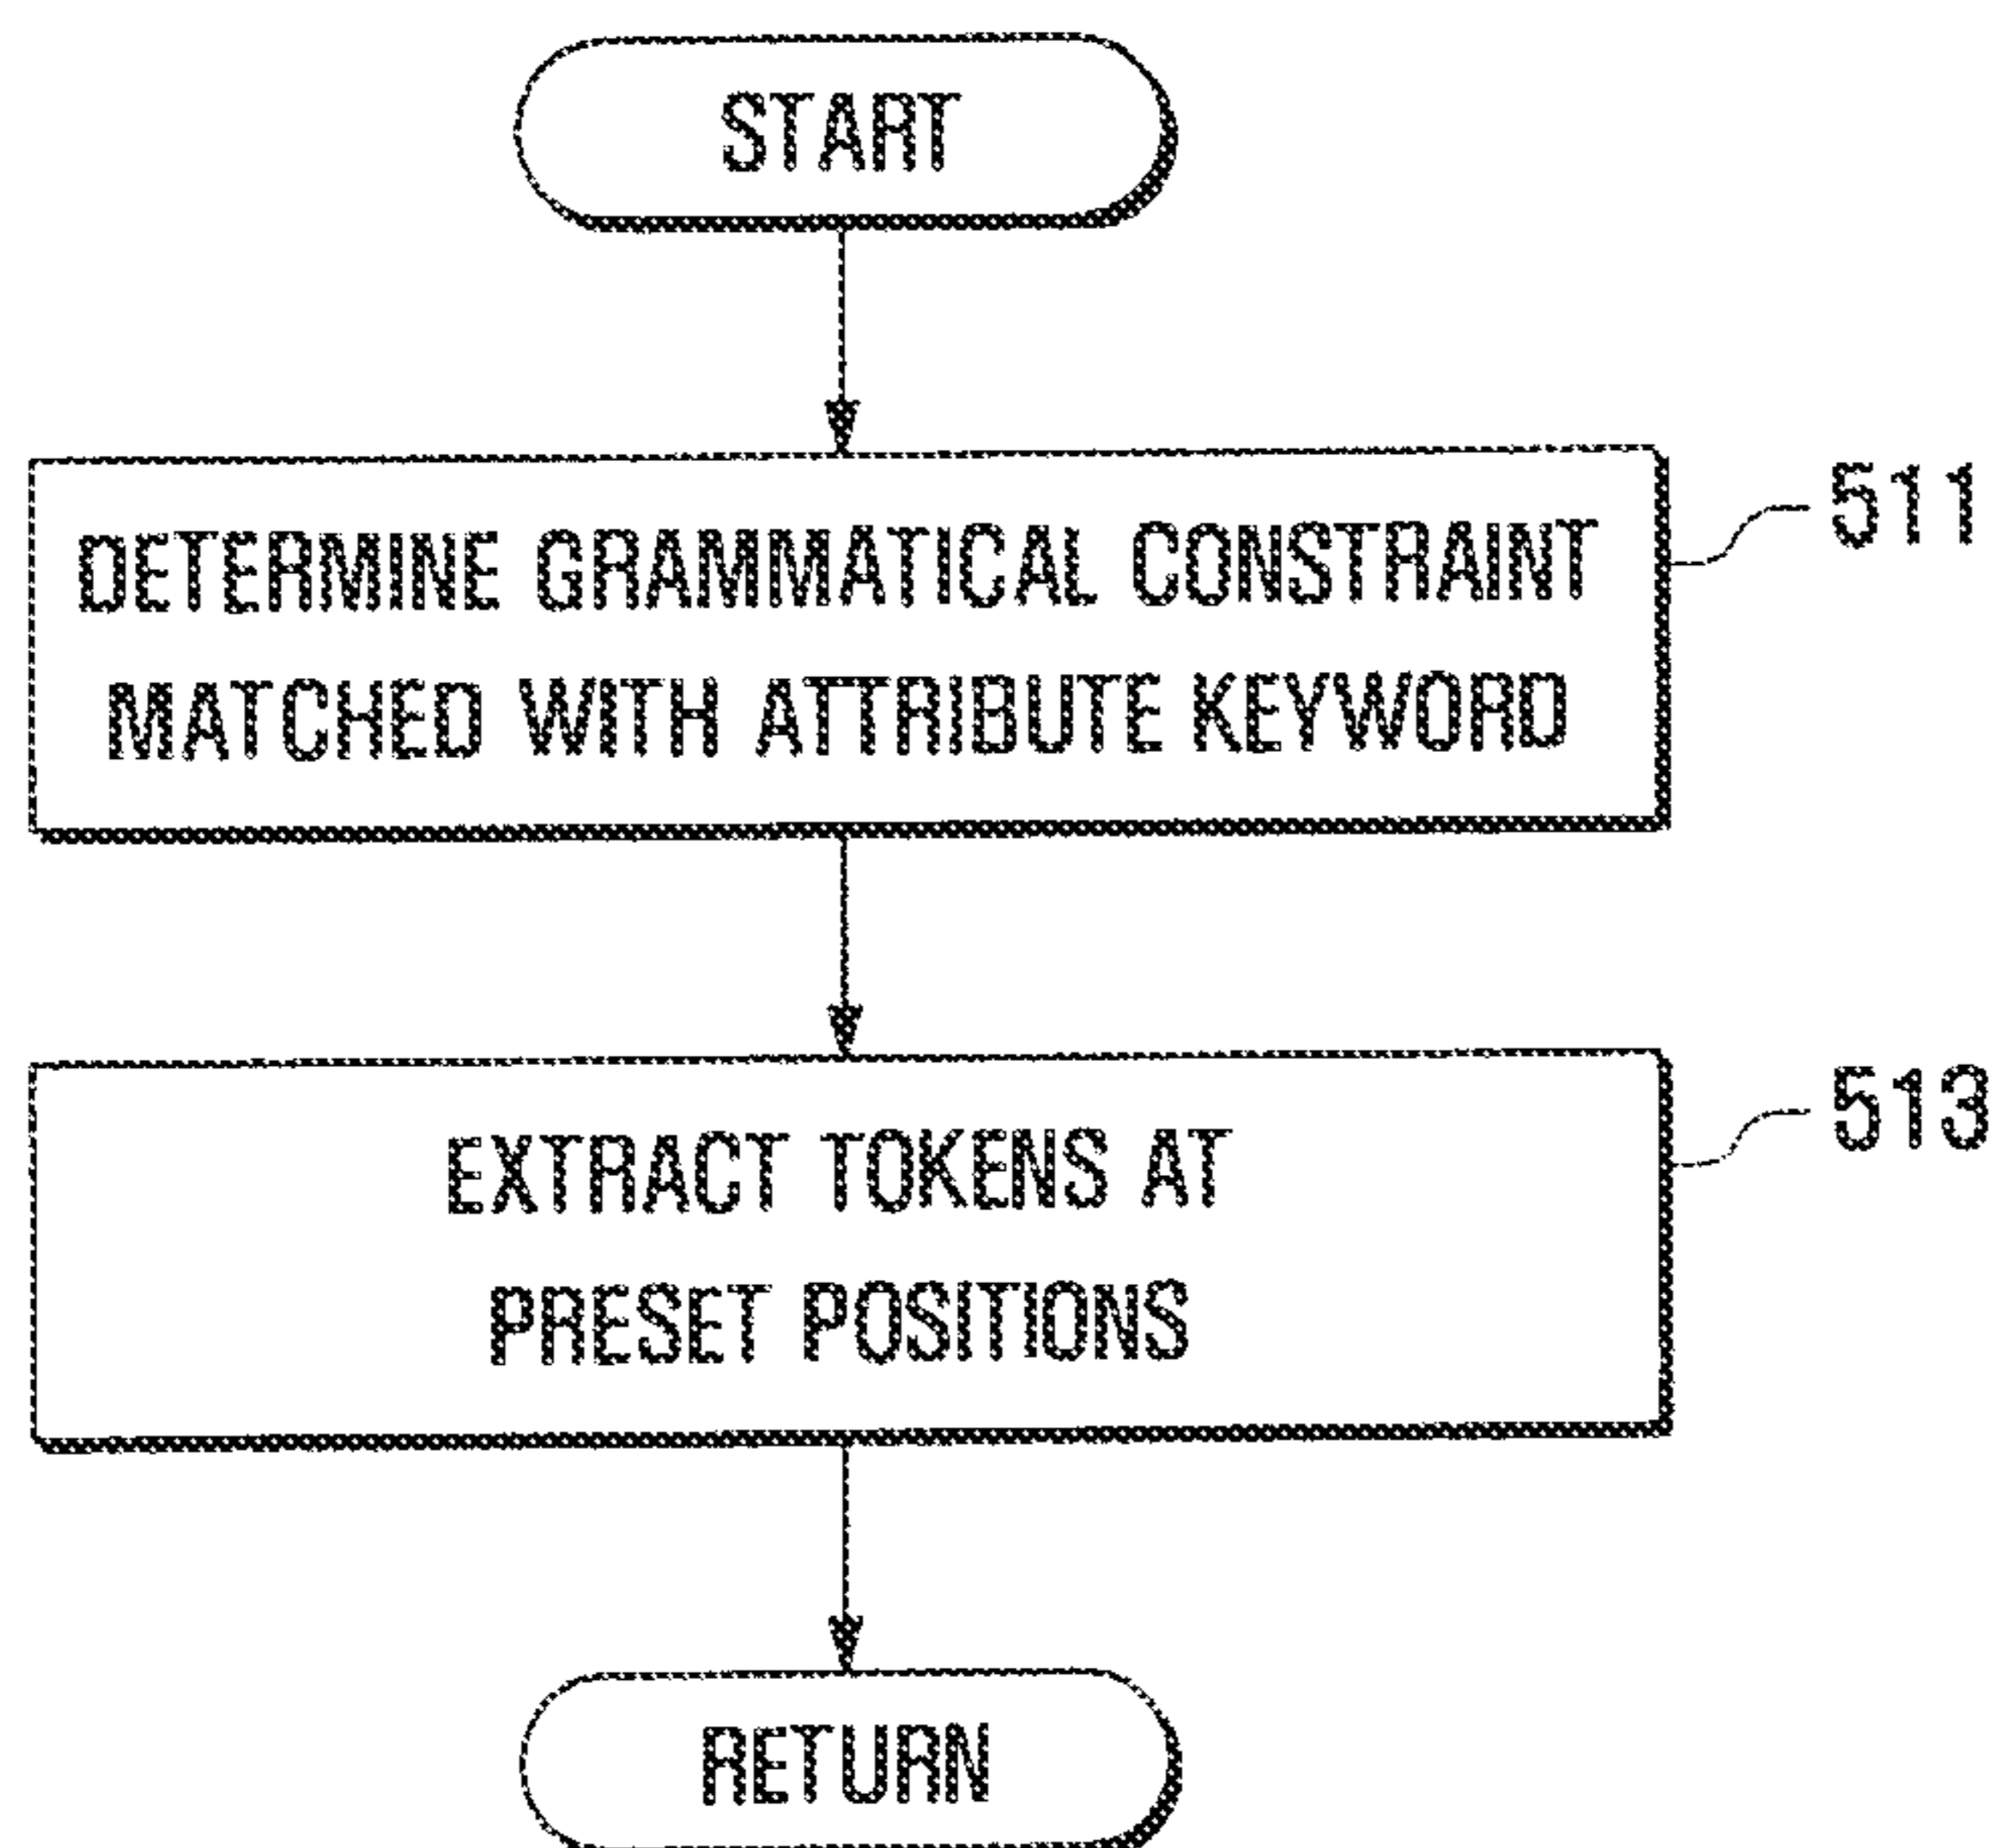 START
DETERMINE GRAMMATICAL CONSTRAINT
MATCHED WITH ATTRIBUTE KEYWORD
511
EXTRACT TOKENS AT
PRESET POSITIONS
513
RETURN